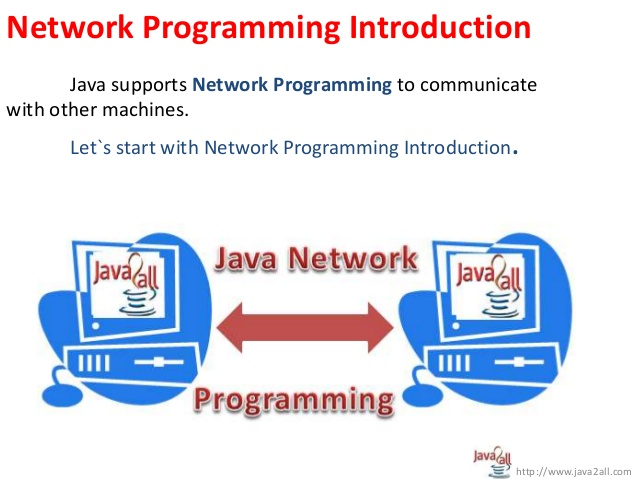 Network Programming Introduction
Java supports Network Programming to communicate
with other machines.
Let`s start with Network Programming Introduction.
Java2all
Java Network
Java2all
Programming
Java2all
http://www.java2all.com